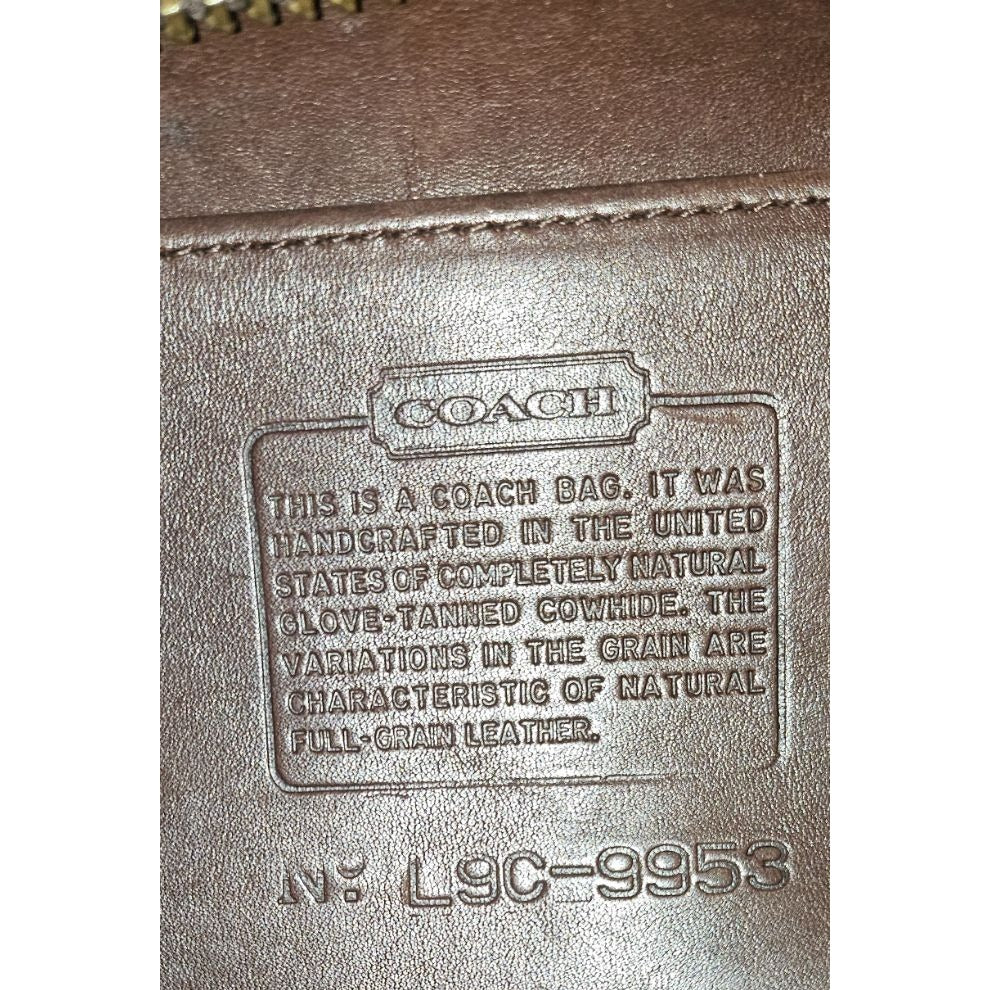 COACH
THIS IS A COACH BAG. IT WAS
HANDCRAFTED IN THE UNITED
STATES OF COMPLETELY NATURAL
GLOVE-TANNED COWHIDE. THE
VARIATIONS IN THE GRAIN ARE
CHARACTERISTIC OF NATURAL
FULL-GRAIN LEATHER.
Nº: L9C-9953